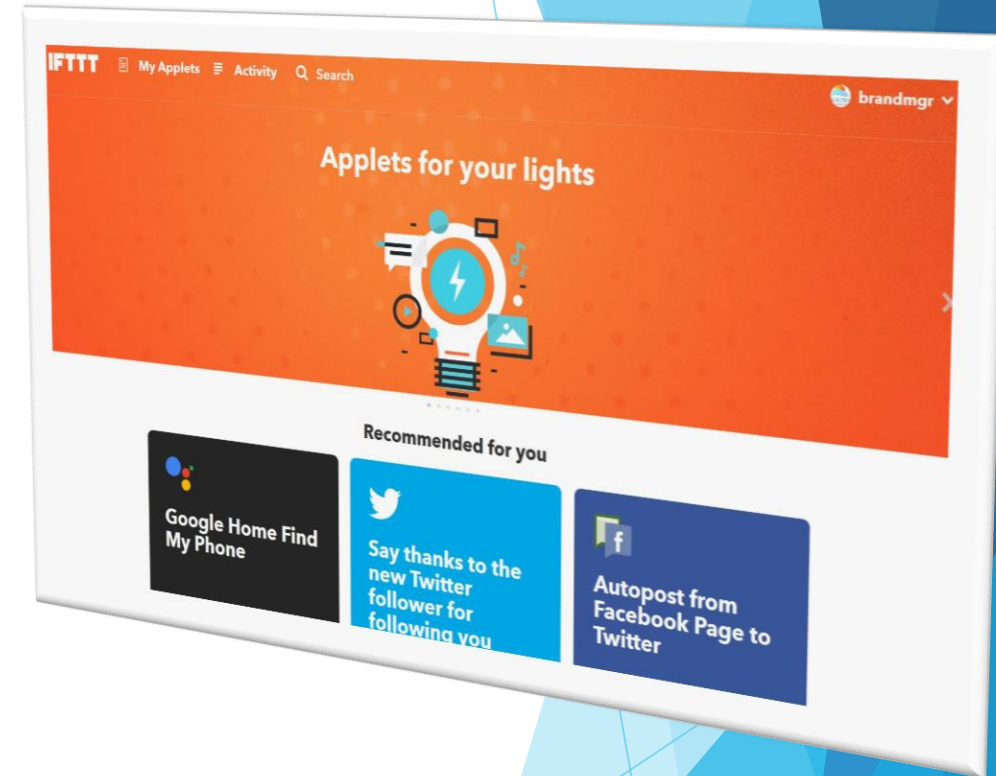 IFTTT My Applets Activity Search brandmgr
Applets for your lights
Recommended for you
Google Home Find
My Phone
Say thanks to the
new Twitter
follower for
following you
Autopost from
Facebook Page to
Twitter